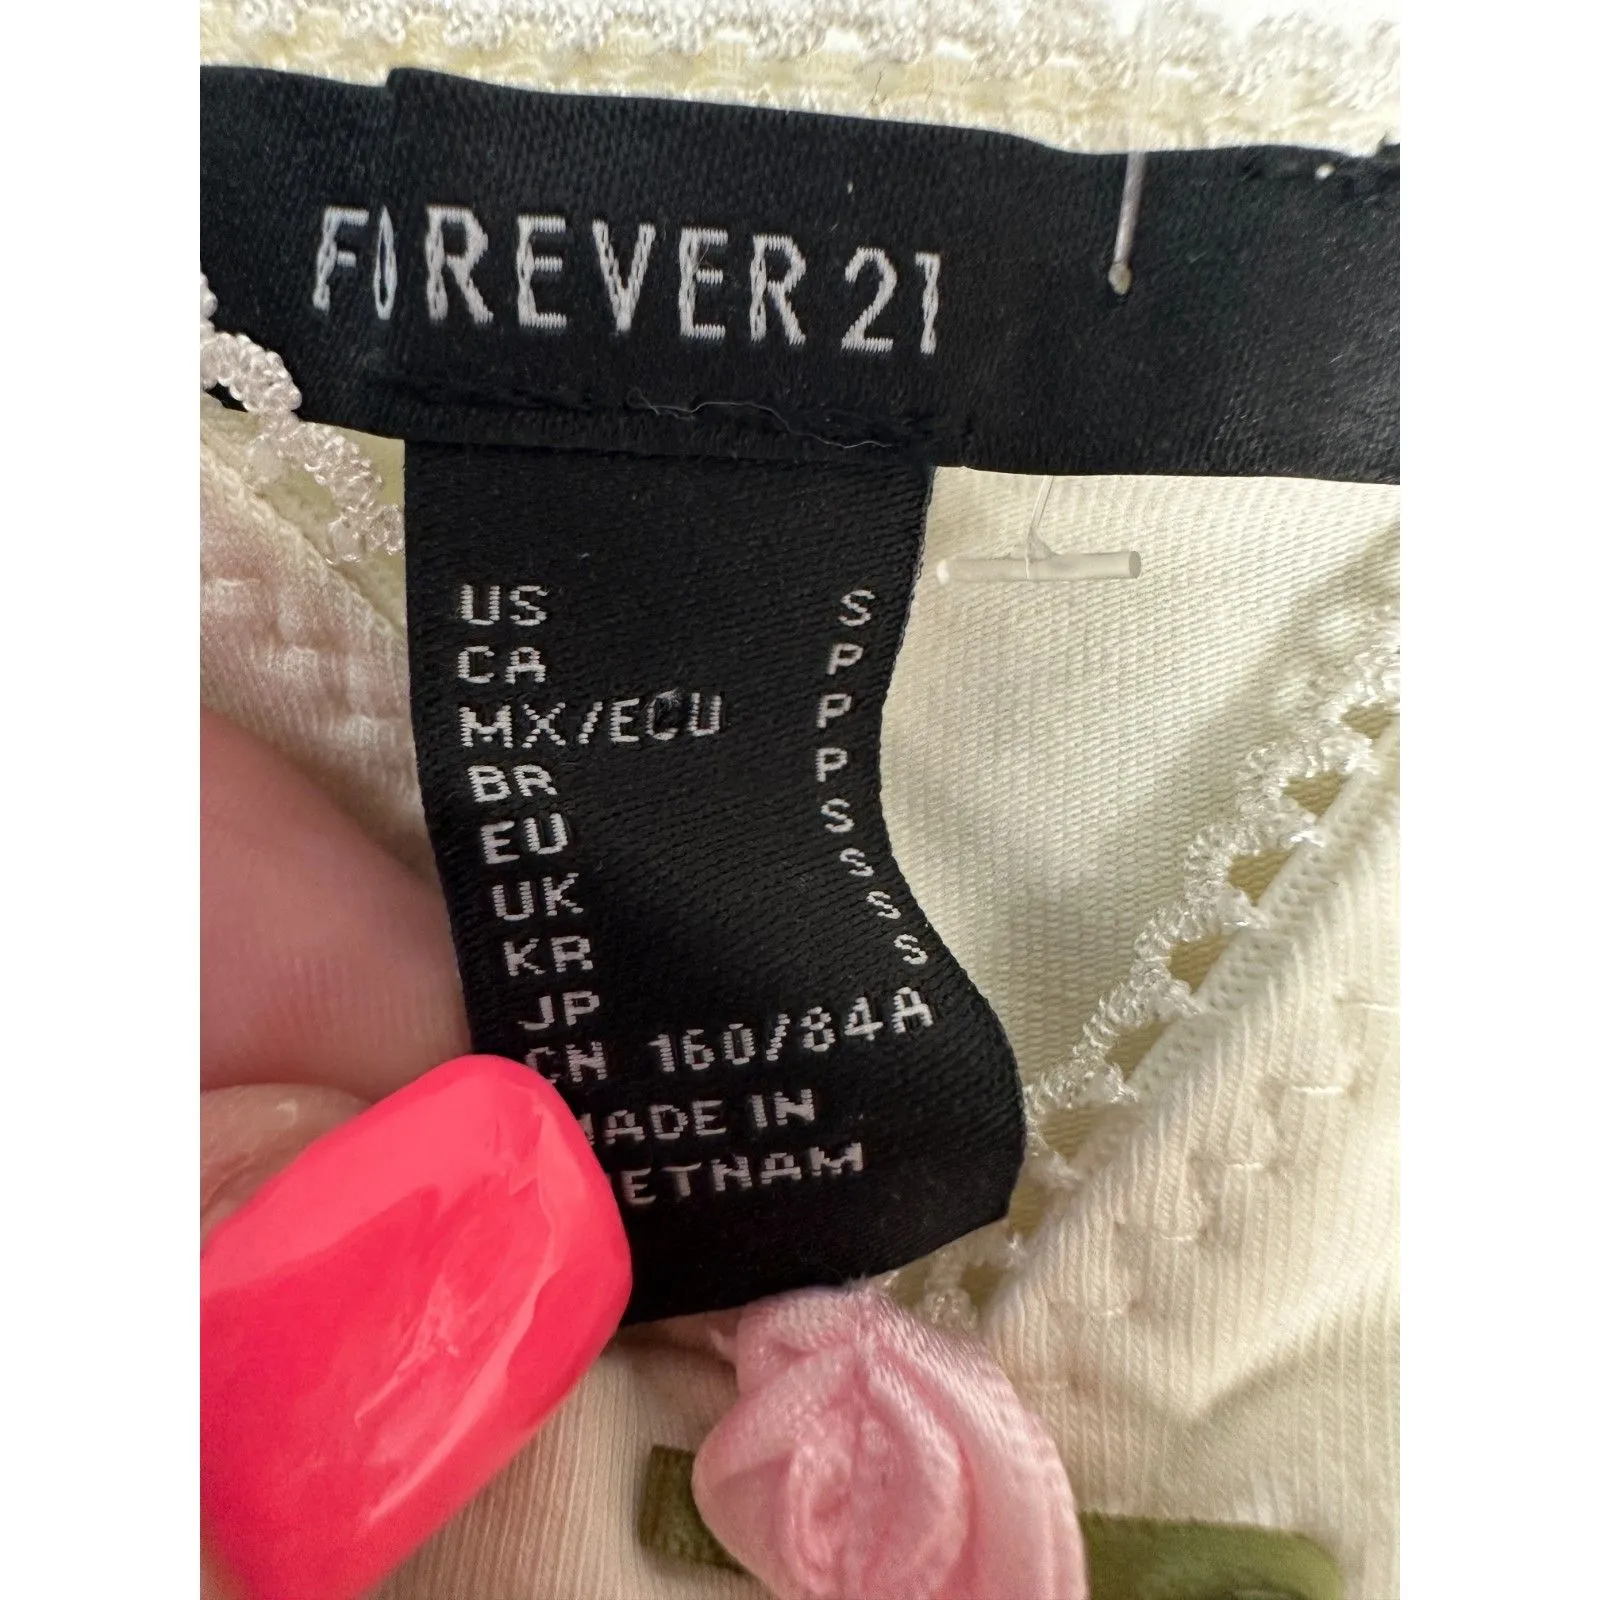 FOREVER 21
US S
CA P
MX/ECU P
BR P
EU S
UK S
KR S
JP S
CN 160/84A
MADE IN
VIETNAM